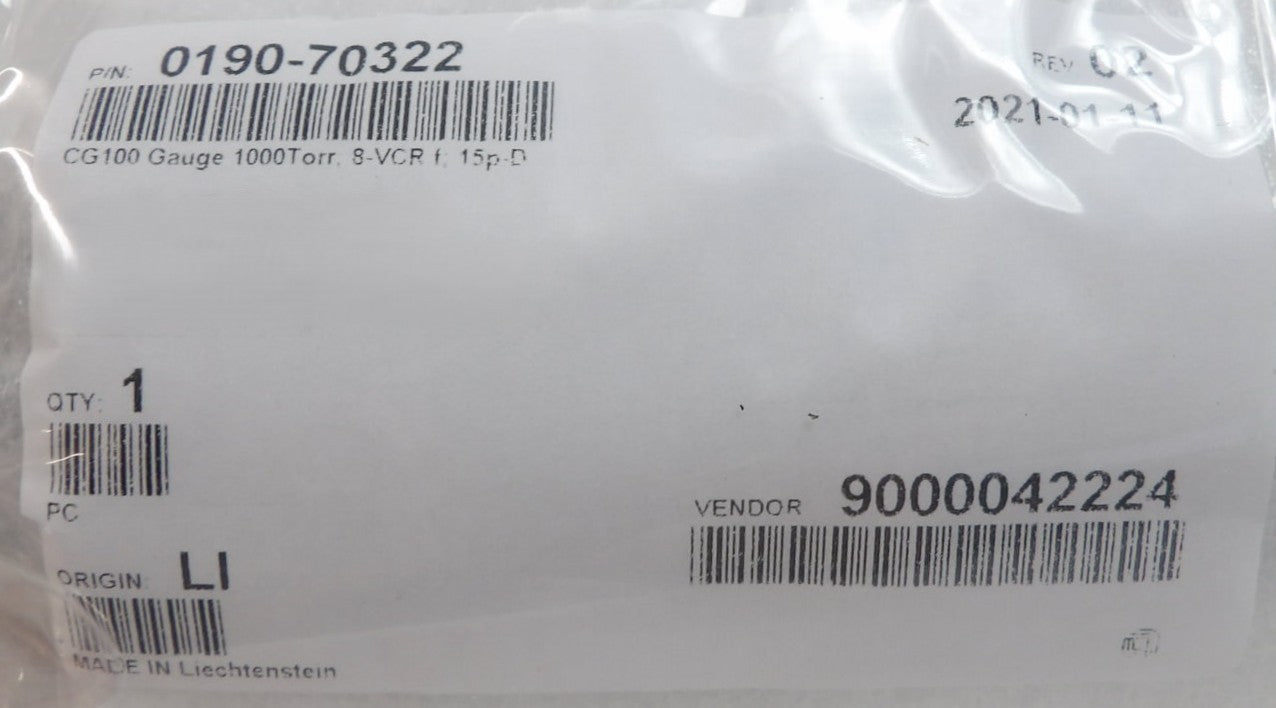 P/N: 0190-70322
REV 02
2021-01-11
CG100 Gauge 1000Torr, 8-VCR f, 15p-D
QTY: 1
PC
VENDOR 9000042224
ORIGIN: LI
MADE IN Liechtenstein